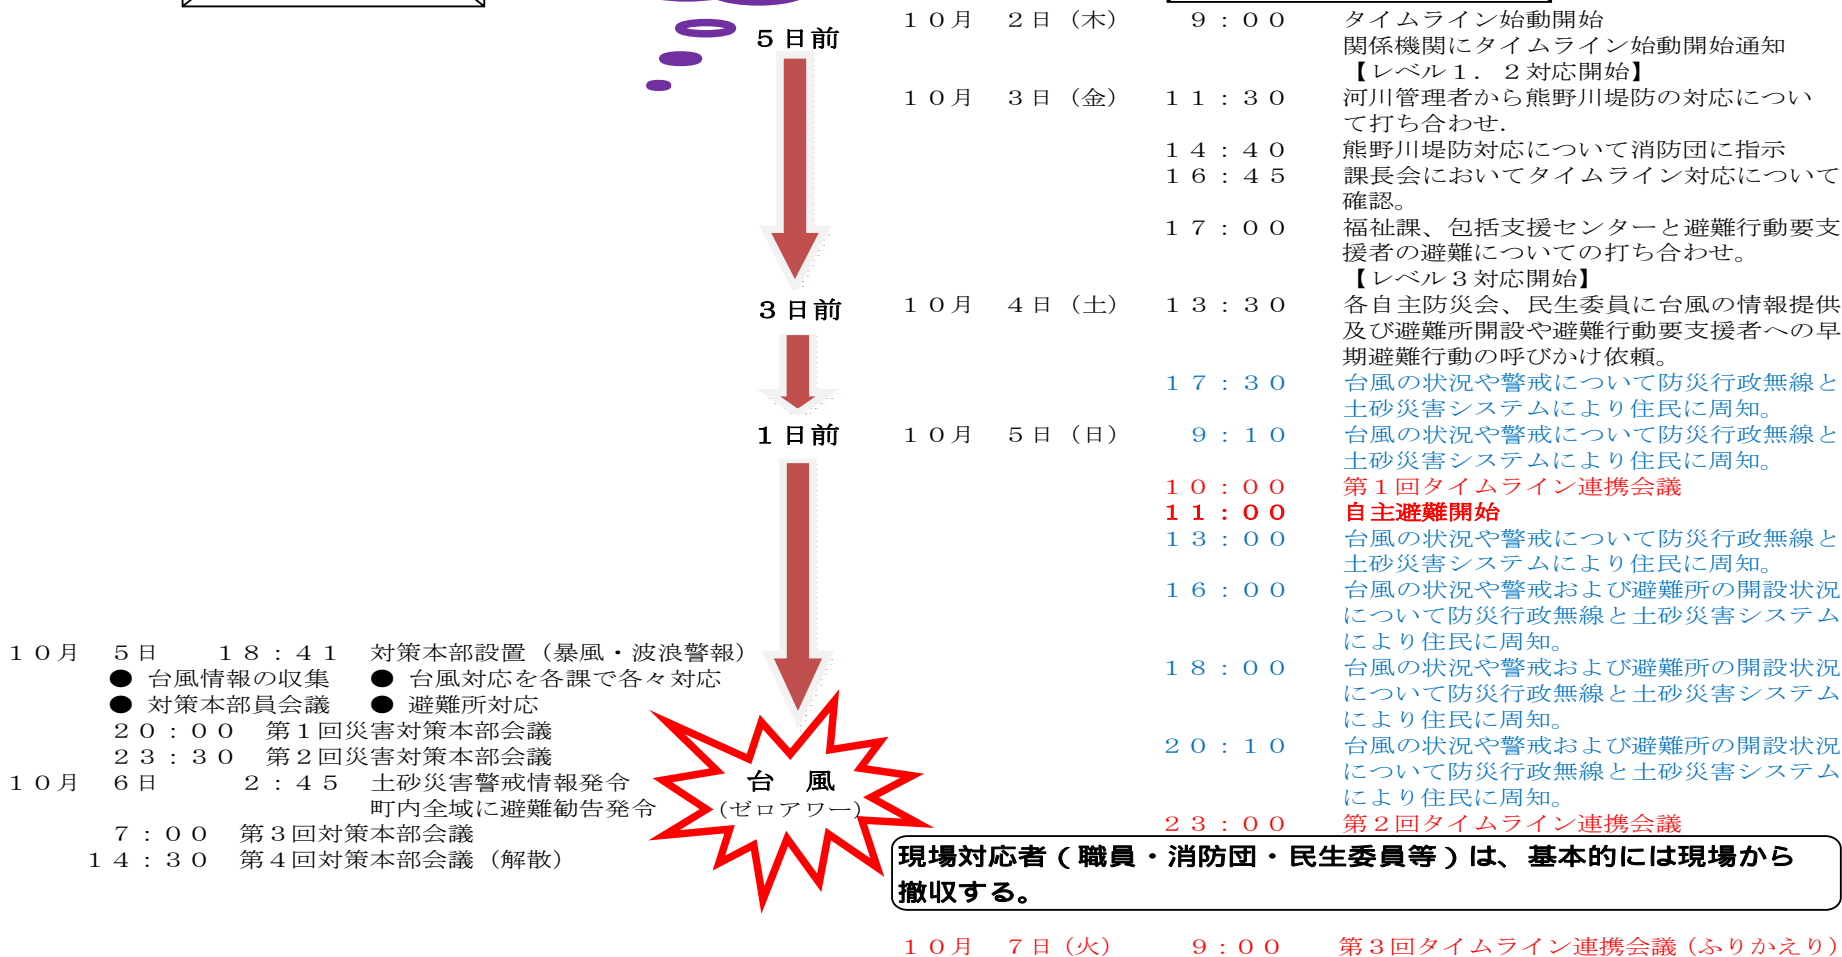 ５日前
１０月　２日（木）　９：００　タイムライン始動開始
関係機関にタイムライン始動開始通知
【レベル１．２対応開始】
１０月　３日（金）　１１：３０　河川管理者から熊野川堤防の対応につい
て打ち合わせ.
１４：４０　熊野川堤防対応について消防団に指示
１６：４５　課長会においてタイムライン対応について
確認。
１７：００　福祉課、包括支援センターと避難行動要支
援者の避難についての打ち合わせ。
【レベル３対応開始】
３日前
１０月　４日（土）　１３：３０　各自主防災会、民生委員に台風の情報提供
及び避難所開設や避難行動要支援者への早
期避難行動の呼びかけ依頼。
１７：３０　台風の状況や警戒について防災行政無線と
土砂災害システムにより住民に周知。
１日前
１０月　５日（日）　９：１０　台風の状況や警戒について防災行政無線と
土砂災害システムにより住民に周知。
１０：００　第１回タイムライン連携会議
１１：００　自主避難開始
１３：００　台風の状況や警戒について防災行政無線と
土砂災害システムにより住民に周知。
１６：００　台風の状況や警戒および避難所の開設状況
について防災行政無線と土砂災害システム
により住民に周知。
１８：００　台風の状況や警戒および避難所の開設状況
について防災行政無線と土砂災害システム
により住民に周知。
２０：１０　台風の状況や警戒および避難所の開設状況
について防災行政無線と土砂災害システム
により住民に周知。
２３：００　第２回タイムライン連携会議
１０月　５日　１８：４１　対策本部設置（暴風・波浪警報）
● 台風情報の収集　● 台風対応を各課で各々対応
● 対策本部員会議　● 避難所対応
２０：００　第１回災害対策本部会議
２３：３０　第２回災害対策本部会議
１０月　６日　２：４５　土砂災害警戒情報発令
町内全域に避難勧告発令
７：００　第３回対策本部会議
１４：３０　第４回対策本部会議（解散）
台　風
（ゼロアワー）
現場対応者（職員・消防団・民生委員等）は、基本的には現場から
撤収する。
１０月　７日（火）　９：００　第３回タイムライン連携会議（ふりかえり）